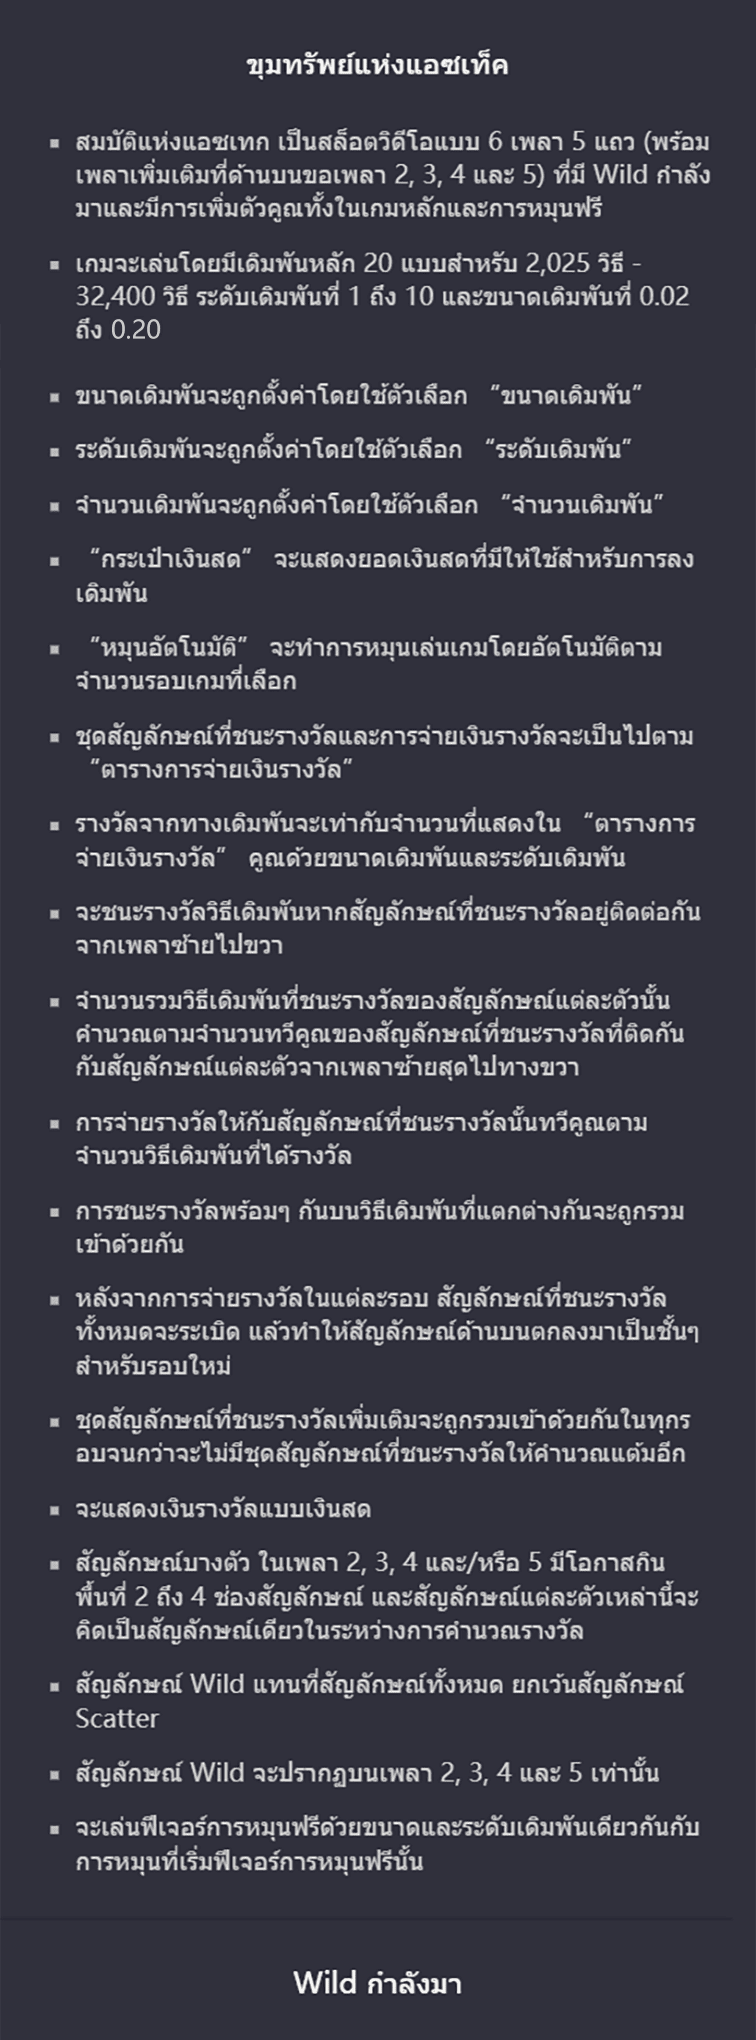 ขุมทรัพย์แห่งแอซเท็ค
▪ สมบัติแห่งแอซเทก เป็นสล็อตวิดีโอแบบ 6 เพลา 5 แถว (พร้อม
เพลาเพิ่มเติมที่ด้านบนขอเพลา 2, 3, 4 และ 5) ที่มี Wild กำลัง
มาและมีการเพิ่มตัวคูณทั้งในเกมหลักและการหมุนฟรี
▪ เกมจะเล่นโดยมีเดิมพันหลัก 20 แบบสำหรับ 2,025 วิธี -
32,400 วิธี ระดับเดิมพันที่ 1 ถึง 10 และขนาดเดิมพันที่ 0.02
ถึง 0.20
▪ ขนาดเดิมพันจะถูกตั้งค่าโดยใช้ตัวเลือก “ขนาดเดิมพัน”
▪ ระดับเดิมพันจะถูกตั้งค่าโดยใช้ตัวเลือก “ระดับเดิมพัน”
▪ จำนวนเดิมพันจะถูกตั้งค่าโดยใช้ตัวเลือก “จำนวนเดิมพัน”
▪ “กระเป๋าเงินสด” จะแสดงยอดเงินสดที่มีให้ใช้สำหรับการลง
เดิมพัน
▪ “หมุนอัตโนมัติ” จะทำการหมุนเล่นเกมโดยอัตโนมัติตาม
จำนวนรอบเกมที่เลือก
▪ ชุดสัญลักษณ์ที่ชนะรางวัลและการจ่ายเงินรางวัลจะเป็นไปตาม
“ตารางการจ่ายเงินรางวัล”
▪ รางวัลจากทางเดิมพันจะเท่ากับจำนวนที่แสดงใน “ตารางการ
จ่ายเงินรางวัล” คูณด้วยขนาดเดิมพันและระดับเดิมพัน
▪ จะชนะรางวัลวิธีเดิมพันหากสัญลักษณ์ที่ชนะรางวัลอยู่ติดต่อกัน
จากเพลาซ้ายไปขวา
▪ จำนวนรวมวิธีเดิมพันที่ชนะรางวัลของสัญลักษณ์แต่ละตัวนั้น
คำนวณตามจำนวนทวีคูณของสัญลักษณ์ที่ชนะรางวัลที่ติดกัน
กับสัญลักษณ์แต่ละตัวจากเพลาซ้ายสุดไปทางขวา
▪ การจ่ายรางวัลให้กับสัญลักษณ์ที่ชนะรางวัลนั้นทวีคูณตาม
จำนวนวิธีเดิมพันที่ได้รางวัล
▪ การชนะรางวัลพร้อมๆ กันบนวิธีเดิมพันที่แตกต่างกันจะถูกรวม
เข้าด้วยกัน
▪ หลังจากการจ่ายรางวัลในแต่ละรอบ สัญลักษณ์ที่ชนะรางวัล
ทั้งหมดจะระเบิด แล้วทำให้สัญลักษณ์ด้านบนตกลงมาเป็นชั้นๆ
สำหรับรอบใหม่
▪ ชุดสัญลักษณ์ที่ชนะรางวัลเพิ่มเติมจะถูกรวมเข้าด้วยกันในทุกร
อบจนกว่าจะไม่มีชุดสัญลักษณ์ที่ชนะรางวัลให้คำนวณแต้มอีก
▪ จะแสดงเงินรางวัลแบบเงินสด
▪ สัญลักษณ์บางตัว ในเพลา 2, 3, 4 และ/หรือ 5 มีโอกาสกิน
พื้นที่ 2 ถึง 4 ช่องสัญลักษณ์ และสัญลักษณ์แต่ละตัวเหล่านี้จะ
คิดเป็นสัญลักษณ์เดียวในระหว่างการคำนวณรางวัล
▪ สัญลักษณ์ Wild แทนที่สัญลักษณ์ทั้งหมด ยกเว้นสัญลักษณ์
Scatter
▪ สัญลักษณ์ Wild จะปรากฏบนเพลา 2, 3, 4 และ 5 เท่านั้น
▪ จะเล่นฟีเจอร์การหมุนฟรีด้วยขนาดและระดับเดิมพันเดียวกันกับ
การหมุนที่เริ่มฟีเจอร์การหมุนฟรีนั้น
Wild กำลังมา